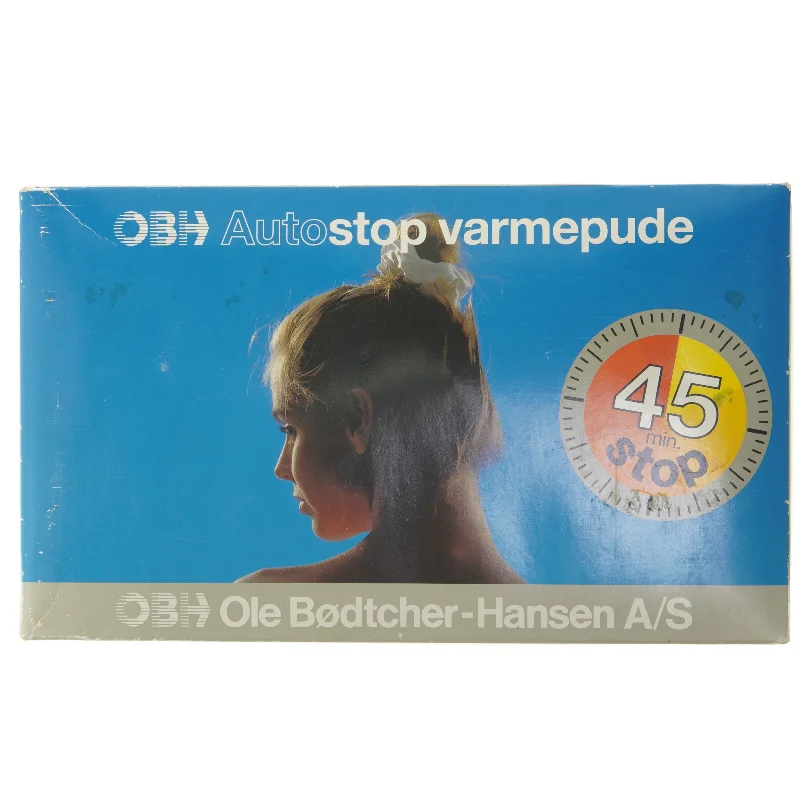 OBH Autostop varmepude
45
min.
stop
OBH Ole Bødtcher-Hansen A/S